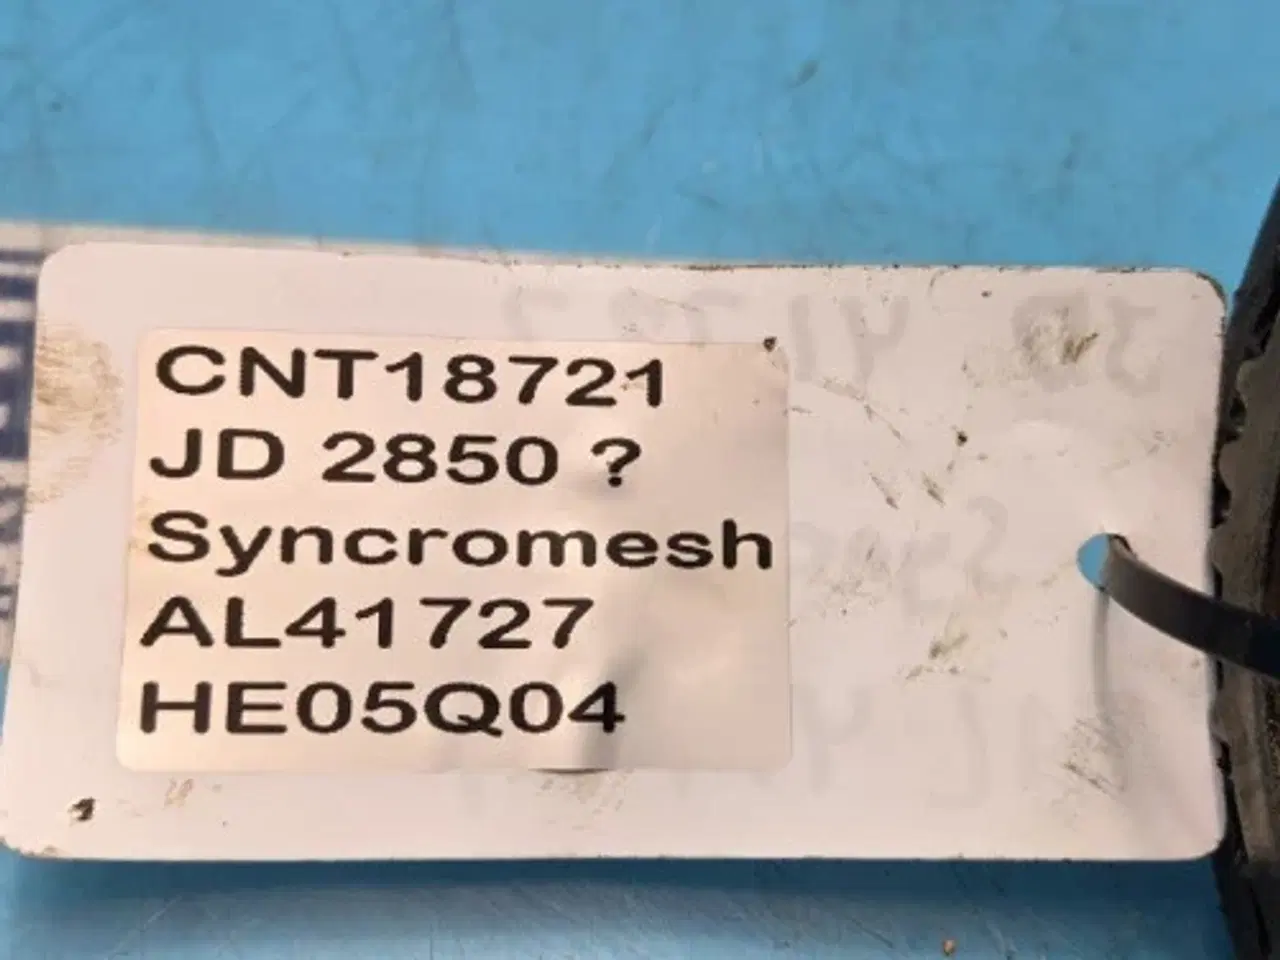 CNT18721
JD 2850 ?
Syncromesh
AL41727
HE05Q04